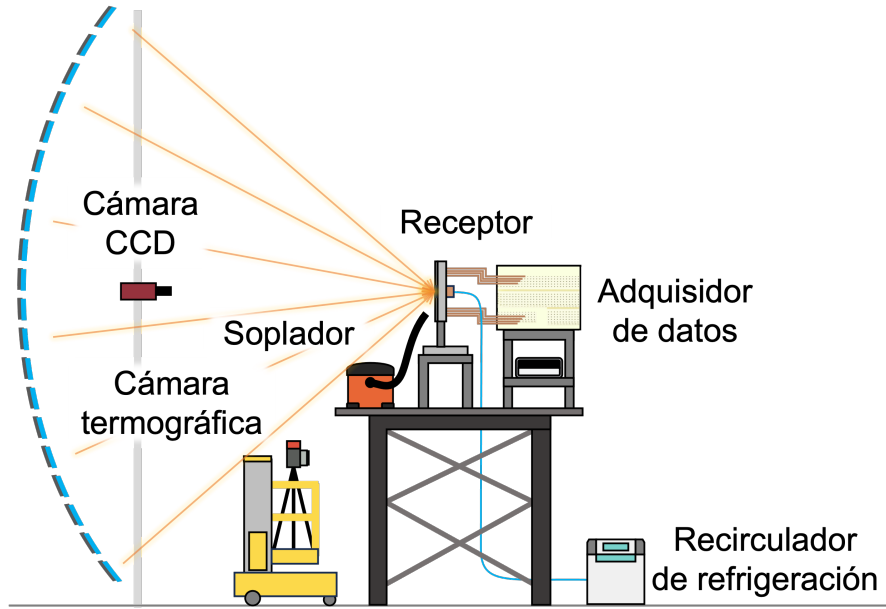 Cámara
CCD
Receptor
Adquisidor
de datos
Soplador
Cámara
termográfica
Recirculador
de refrigeración